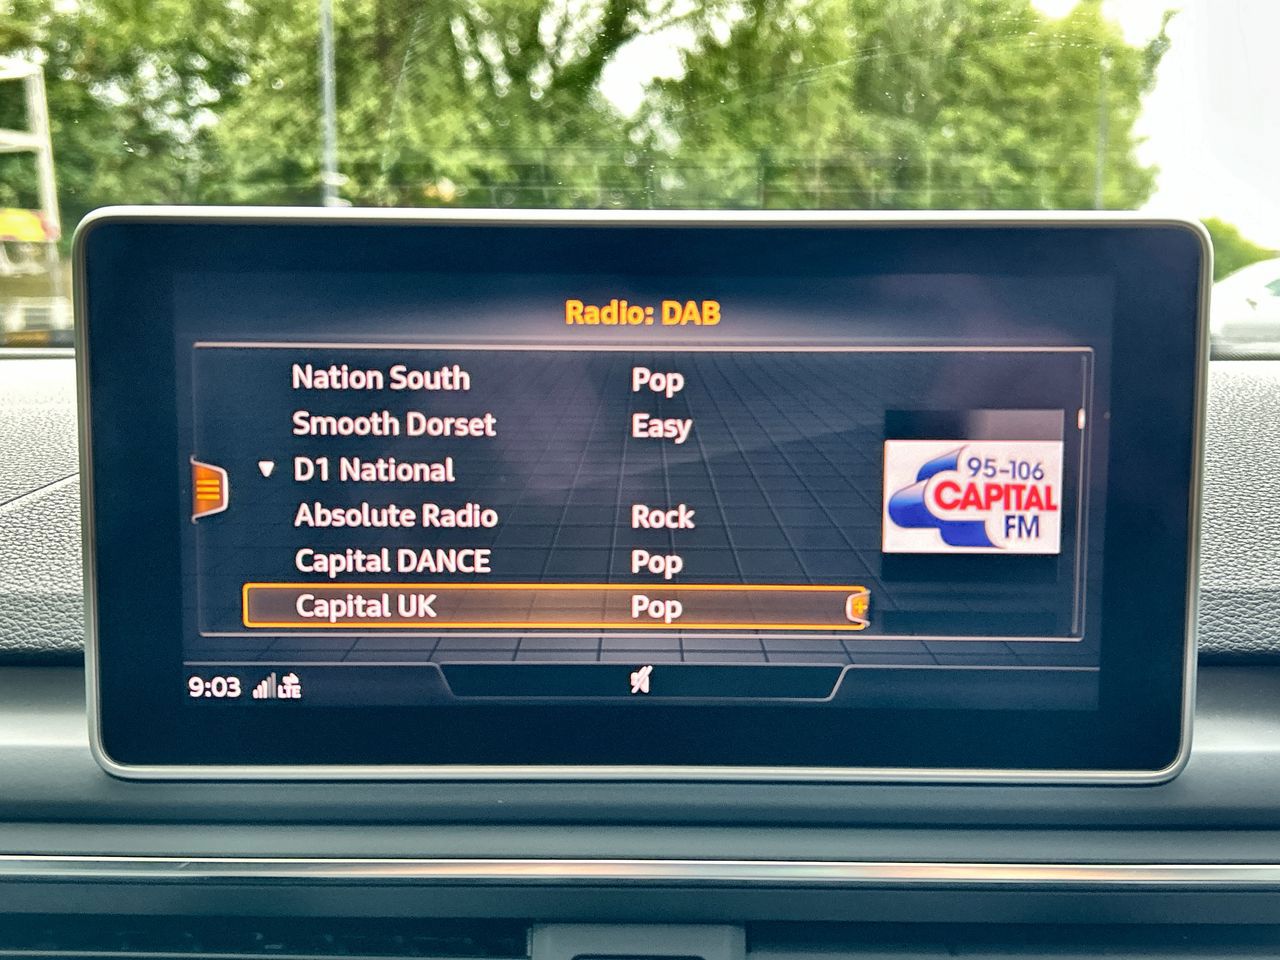 Radio: DAB
Nation South Pop
Smooth Dorset Easy
D1 National
Absolute Radio Rock
Capital DANCE Pop
Capital UK Pop
95-106
CAPITAL
FM
9:03 LTE